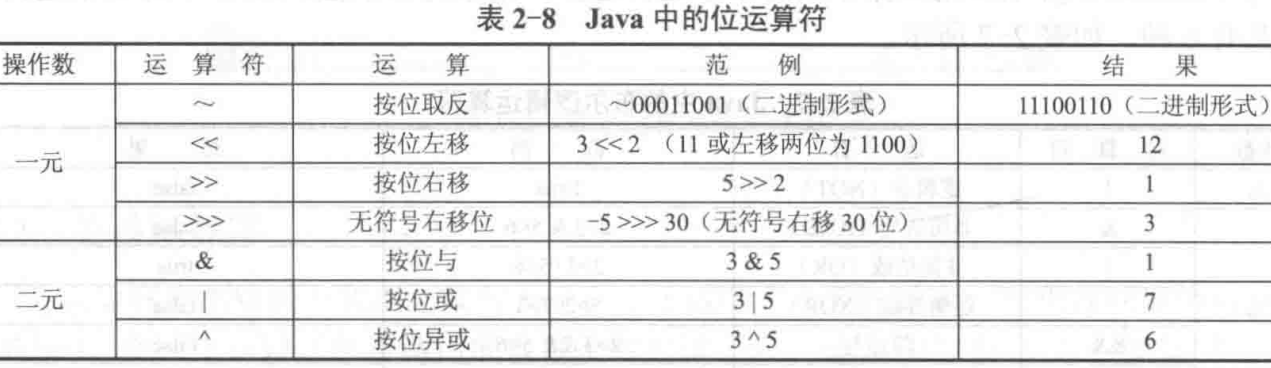 表 2-8 Java 中的位运算符
操作数 运算符 运算 范例 结果
一元 ~ 按位取反 ~00011001（二进制形式） 11100110（二进制形式）
<< 按位左移 3 << 2 （11 或左移两位为 1100） 12
>> 按位右移 5 >> 2 1
>>> 无符号右移位 -5 >>> 30（无符号右移 30 位） 3
二元 & 按位与 3 & 5 1
| 按位或 3 | 5 7
^ 按位异或 3 ^ 5 6